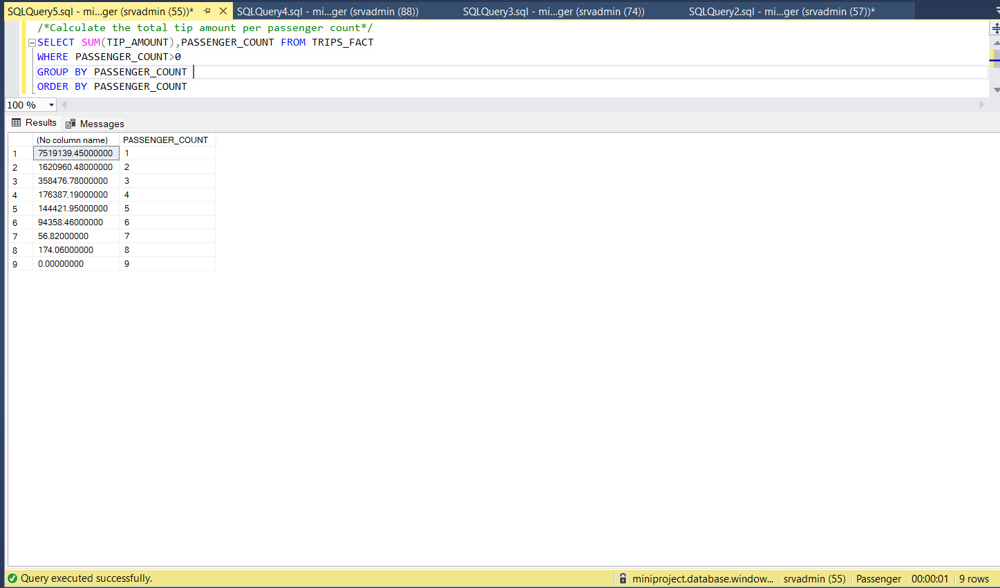 SQLQuery5.sql - mi...ger (srvadmin (55))* SQLQuery4.sql - mi...ger (srvadmin (88)) SQLQuery3.sql - mi...ger (srvadmin (74)) SQLQuery2.sql - mi...ger (srvadmin (57))*
/*Calculate the total tip amount per passenger count*/
SELECT SUM(TIP_AMOUNT),PASSENGER_COUNT FROM TRIPS_FACT
WHERE PASSENGER_COUNT>0
GROUP BY PASSENGER_COUNT
ORDER BY PASSENGER_COUNT
100 %
Results Messages
(No column name) PASSENGER_COUNT
1 7519139.45000000 1
2 1620960.48000000 2
3 358476.78000000 3
4 176387.19000000 4
5 144421.95000000 5
6 94358.46000000 6
7 56.82000000 7
8 174.06000000 8
9 0.00000000 9
Query executed successfully. miniproject.database.window... srvadmin (55) Passenger 00:00:01 9 rows